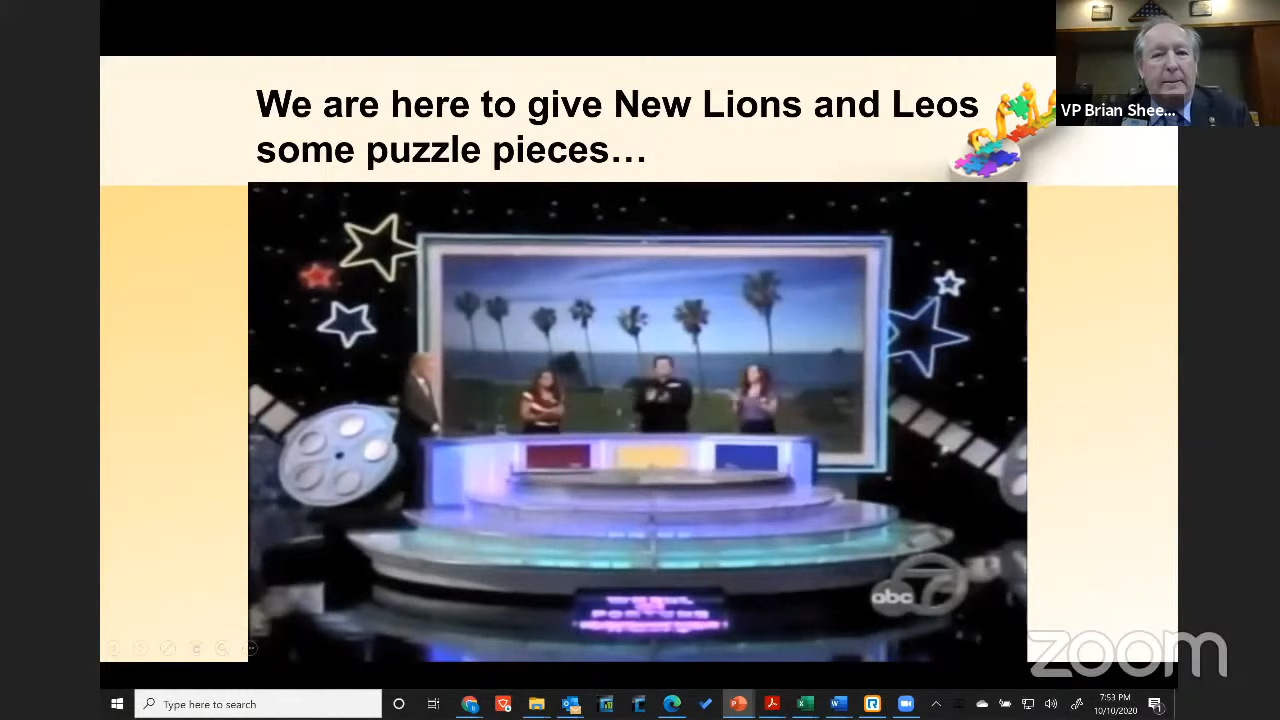 We are here to give New Lions and Leos
some puzzle pieces…
VP Brian Shee...
abc 7
zoom
Type here to search
7:53 PM
10/10/2020